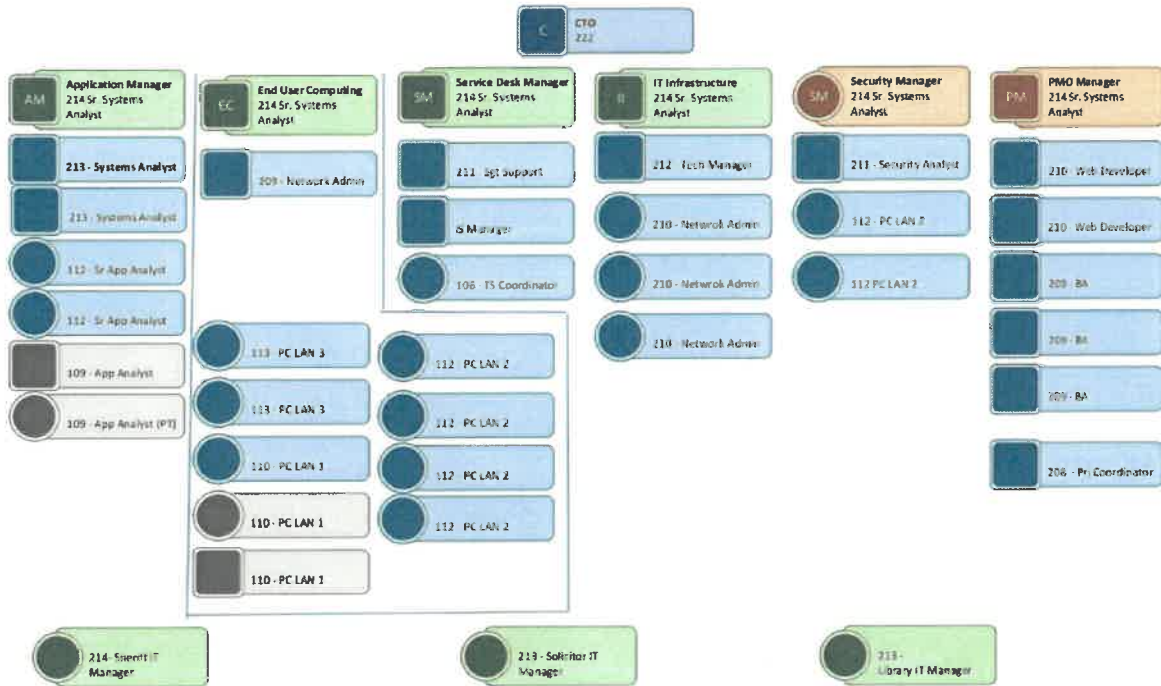 C
CTO
222
AM
Application Manager
214 Sr. Systems
Analyst
213 - Systems Analyst
213 - Systems Analyst
112 - Sr App Analyst
112 - Sr App Analyst
109 - App Analyst
109 - App Analyst (PT)
EC
End User Computing
214 Sr. Systems
Analyst
209 - Network Admin
113 - PC LAN 3
113 - PC LAN 3
110 - PC LAN 1
110 - PC LAN 1
110 - PC LAN 1
SM
Service Desk Manager
214 Sr. Systems
Analyst
211 - Sgt Support
IS Manager
108 - TS Coordinator
112 - PC LAN 2
112 - PC LAN 2
112 - PC LAN 2
112 - PC LAN 2
II
IT Infrastructure
214 Sr. Systems
Analyst
212 - Tech Manager
210 - Netwrok Admin
210 - Netwrok Admin
210 - Network Admin
SM
Security Manager
214 Sr. Systems
Analyst
211 - Security Analyst
112 - PC LAN 2
112 PC LAN 2
PM
PMO Manager
214 Sr. Systems
Analyst
210 - Web Developer
210 - Web Developer
209 - BA
209 - BA
209 - BA
208 - Prj Coordinator
214 - Sheriff IT
Manager
213 - Solicitor IT
Manager
213 -
Library IT Manager